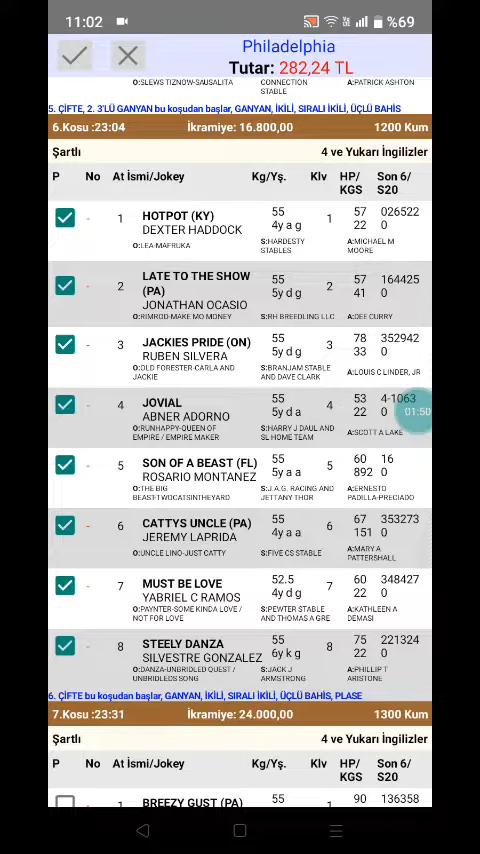 11:02
%69
Philadelphia
Tutar: 282,24 TL
O:SLEWS TIZNOW-SAUSALITA CONNECTION STABLE A:PATRICK ASHTON
5. ÇİFTE, 2. 3'LÜ GANYAN bu koşudan başlar, GANYAN, İKİLİ, SIRALI İKİLİ, ÜÇLÜ BAHİS
6.Kosu :23:04 İkramiye: 16.800,00 1200 Kum
Şartlı 4 ve Yukarı İngilizler
P No At İsmi/Jokey Kg/Yş. Klv HP/KGS Son 6/S20
- 1 HOTPOT (KY) 55 1 57 026522
DEXTER HADDOCK 4y a g 22 0
O:LEA-MAFRUKA S:HARDESTY STABLES A:MICHAEL M MOORE
- 2 LATE TO THE SHOW (PA) 55 2 57 164425
JONATHAN OCASIO 5y d g 41 0
O:RIMROD-MAKE MO MONEY S:RH BREEDLING LLC A:DEE CURRY
- 3 JACKIES PRIDE (ON) 55 3 78 352942
RUBEN SILVERA 5y d g 33 0
O:OLD FORESTER-CARLA AND JACKIE S:BRANJAM STABLE AND DAVE CLARK A:LOUIS C LINDER, JR
- 4 JOVIAL 55 4 53 4-1063
ABNER ADORNO 5y d a 22 0
01:50
O:RUNHAPPY-QUEEN OF EMPIRE / EMPIRE MAKER S:HARRY J DAUL AND SL HOME TEAM A:SCOTT A LAKE
- 5 SON OF A BEAST (FL) 55 5 60 16
ROSARIO MONTANEZ 5y a a 892 0
O:THE BIG BEAST-TWOCATSINTHEYARD S:J.A.G. RACING AND JETTANY THOR A:ERNESTO PADILLA-PRECIADO
- 6 CATTYS UNCLE (PA) 55 6 67 353273
JEREMY LAPRIDA 4y a a 151 0
O:UNCLE LINO-JUST CATTY S:FIVE CS STABLE A:MARY A PATTERSHALL
- 7 MUST BE LOVE 52.5 7 60 348427
YABRIEL C RAMOS 4y d g 22 0
O:PAYNTER-SOME KINDA LOVE / NOT FOR LOVE S:PEWTER STABLE AND THOMAS A GRE A:KATHLEEN A DEMASI
- 8 STEELY DANZA 55 8 75 221324
SILVESTRE GONZALEZ 6y k g 22 0
O:DANZA-UNBRIDLED QUEST / UNBRIDLEDS SONG S:JACK J ARMSTRONG A:PHILLIP T ARISTONE
6. ÇİFTE bu koşudan başlar, GANYAN, İKİLİ, SIRALI İKİLİ, ÜÇLÜ BAHİS, PLASE
7.Kosu :23:31 İkramiye: 24.000,00 1300 Kum
Şartlı 4 ve Yukarı İngilizler
P No At İsmi/Jokey Kg/Yş. Klv HP/KGS Son 6/S20
1 BREEZY GUST (PA) 55 1 90 136358